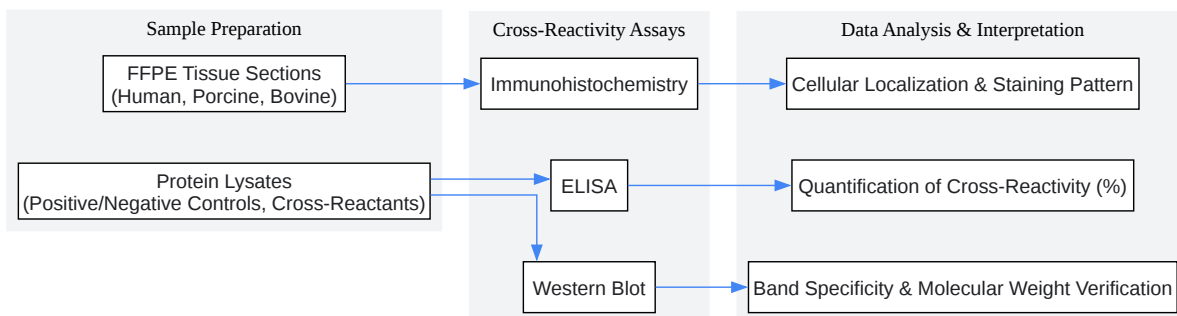 Sample Preparation
Cross-Reactivity Assays
Data Analysis & Interpretation
FFPE Tissue Sections
(Human, Porcine, Bovine)
Immunohistochemistry
Cellular Localization & Staining Pattern
Protein Lysates
(Positive/Negative Controls, Cross-Reactants)
ELISA
Quantification of Cross-Reactivity (%)
Western Blot
Band Specificity & Molecular Weight Verification